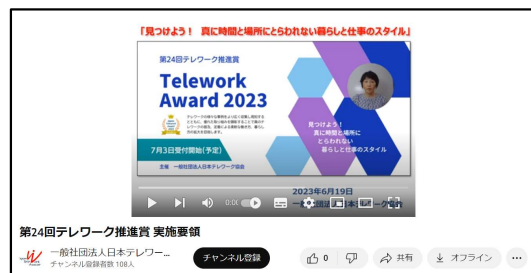 「見つけよう！ 真に時間と場所にとらわれない暮らしと仕事のスタイル」
第24回テレワーク推進賞
Telework
Award 2023
見つけよう！
真に時間と場所に
とらわれない
暮らしと仕事のスタイル
7月3日受付開始(予定)
主催 一般社団法人日本テレワーク協会
2023年6月19日
0:00
第24回テレワーク推進賞 実施要領
一般社団法人日本テレワー...
チャンネル登録者数 108人
チャンネル登録
0
共有
オフライン